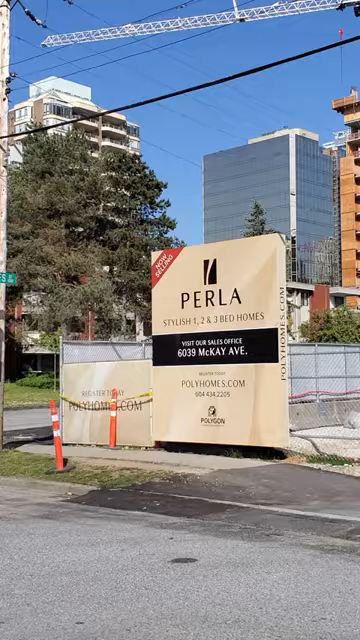 NOW
SELLING
PERLA
STYLISH 1, 2 & 3 BED HOMES
VISIT OUR SALES OFFICE
6039 McKAY AVE.
REGISTER TODAY
POLYHOMES.COM
604 434.2205
POLYGON
POLYHOMES.COM
REGISTER TODAY
POLYHOMES.COM